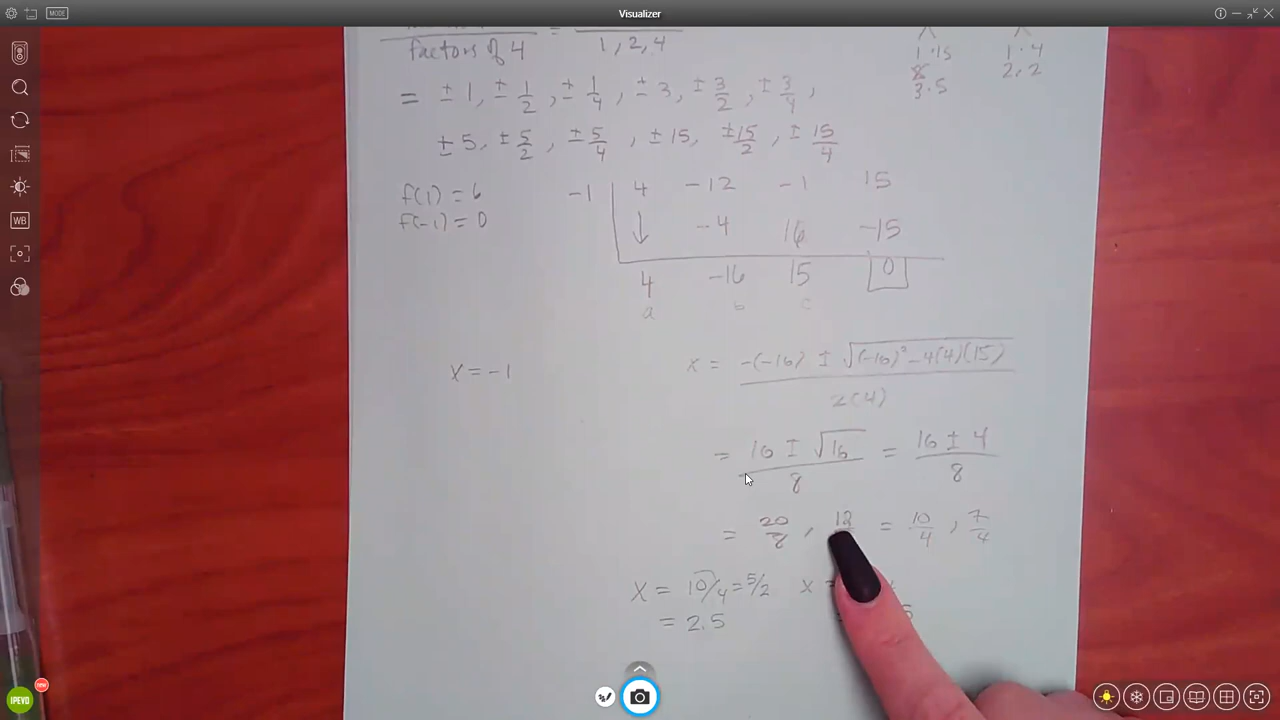 Visualizer
MODE
WB
factors of 4 = 1, 2, 4
1·15
3·5
1·4
2,2
= ± 1, ± 1/2, ± 1/4, ± 3, ± 3/2, ± 3/4,
± 5, ± 5/2, ± 5/4, ± 15, ± 15/2, ± 15/4
f(1) = 6
f(-1) = 0
-1 | 4 -12 -1 15
↓ -4 16 -15
4 -16 15 0
a b c
x = -1
x = -(-16) ± √(-16)² - 4(4)(15)
2(4)
= 16 ± √16 / 8 = 16 ± 4 / 8
= 20/8, 12 = 10/4, 7/4
x = 10/4 = 5/2 x =
= 2.5
IPEVO
new